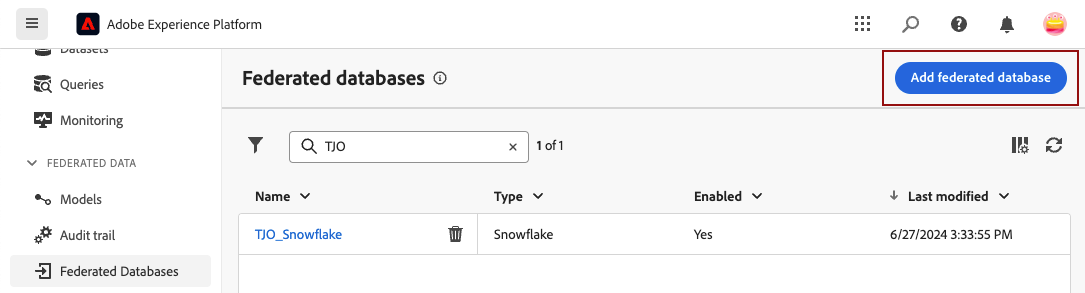 Adobe Experience Platform
Datasets
Queries
Monitoring
FEDERATED DATA
Models
Audit trail
Federated Databases
Federated databases
Add federated database
TJO
1 of 1
Name Type Enabled Last modified
TJO_Snowflake Snowflake Yes 6/27/2024 3:33:55 PM